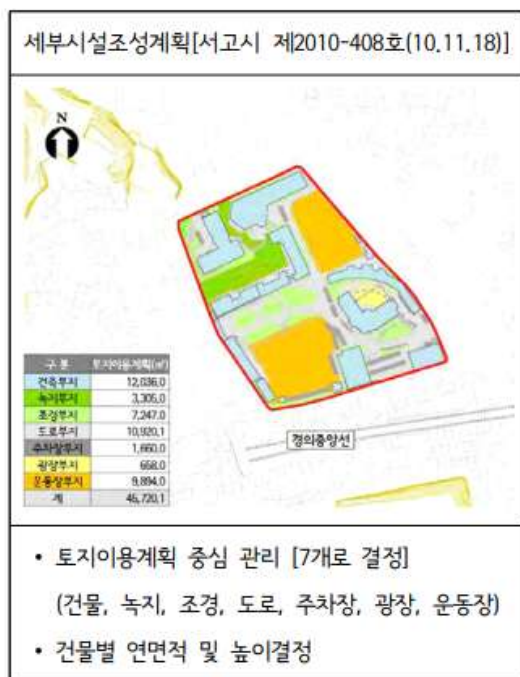 세부시설조성계획[서고시 제2010-408호(10.11.18)]
N
구 분 토지이용계획(㎡)
건축부지 12,036.0
녹지부지 3,305.0
조경부지 7,247.0
도로부지 10,920.1
주차장부지 1,660.0
광장부지 658.0
운동장부지 9,894.0
계 45,720.1
경의중앙선
• 토지이용계획 중심 관리 [7개로 결정]
(건물, 녹지, 조경, 도로, 주차장, 광장, 운동장)
• 건물별 연면적 및 높이결정